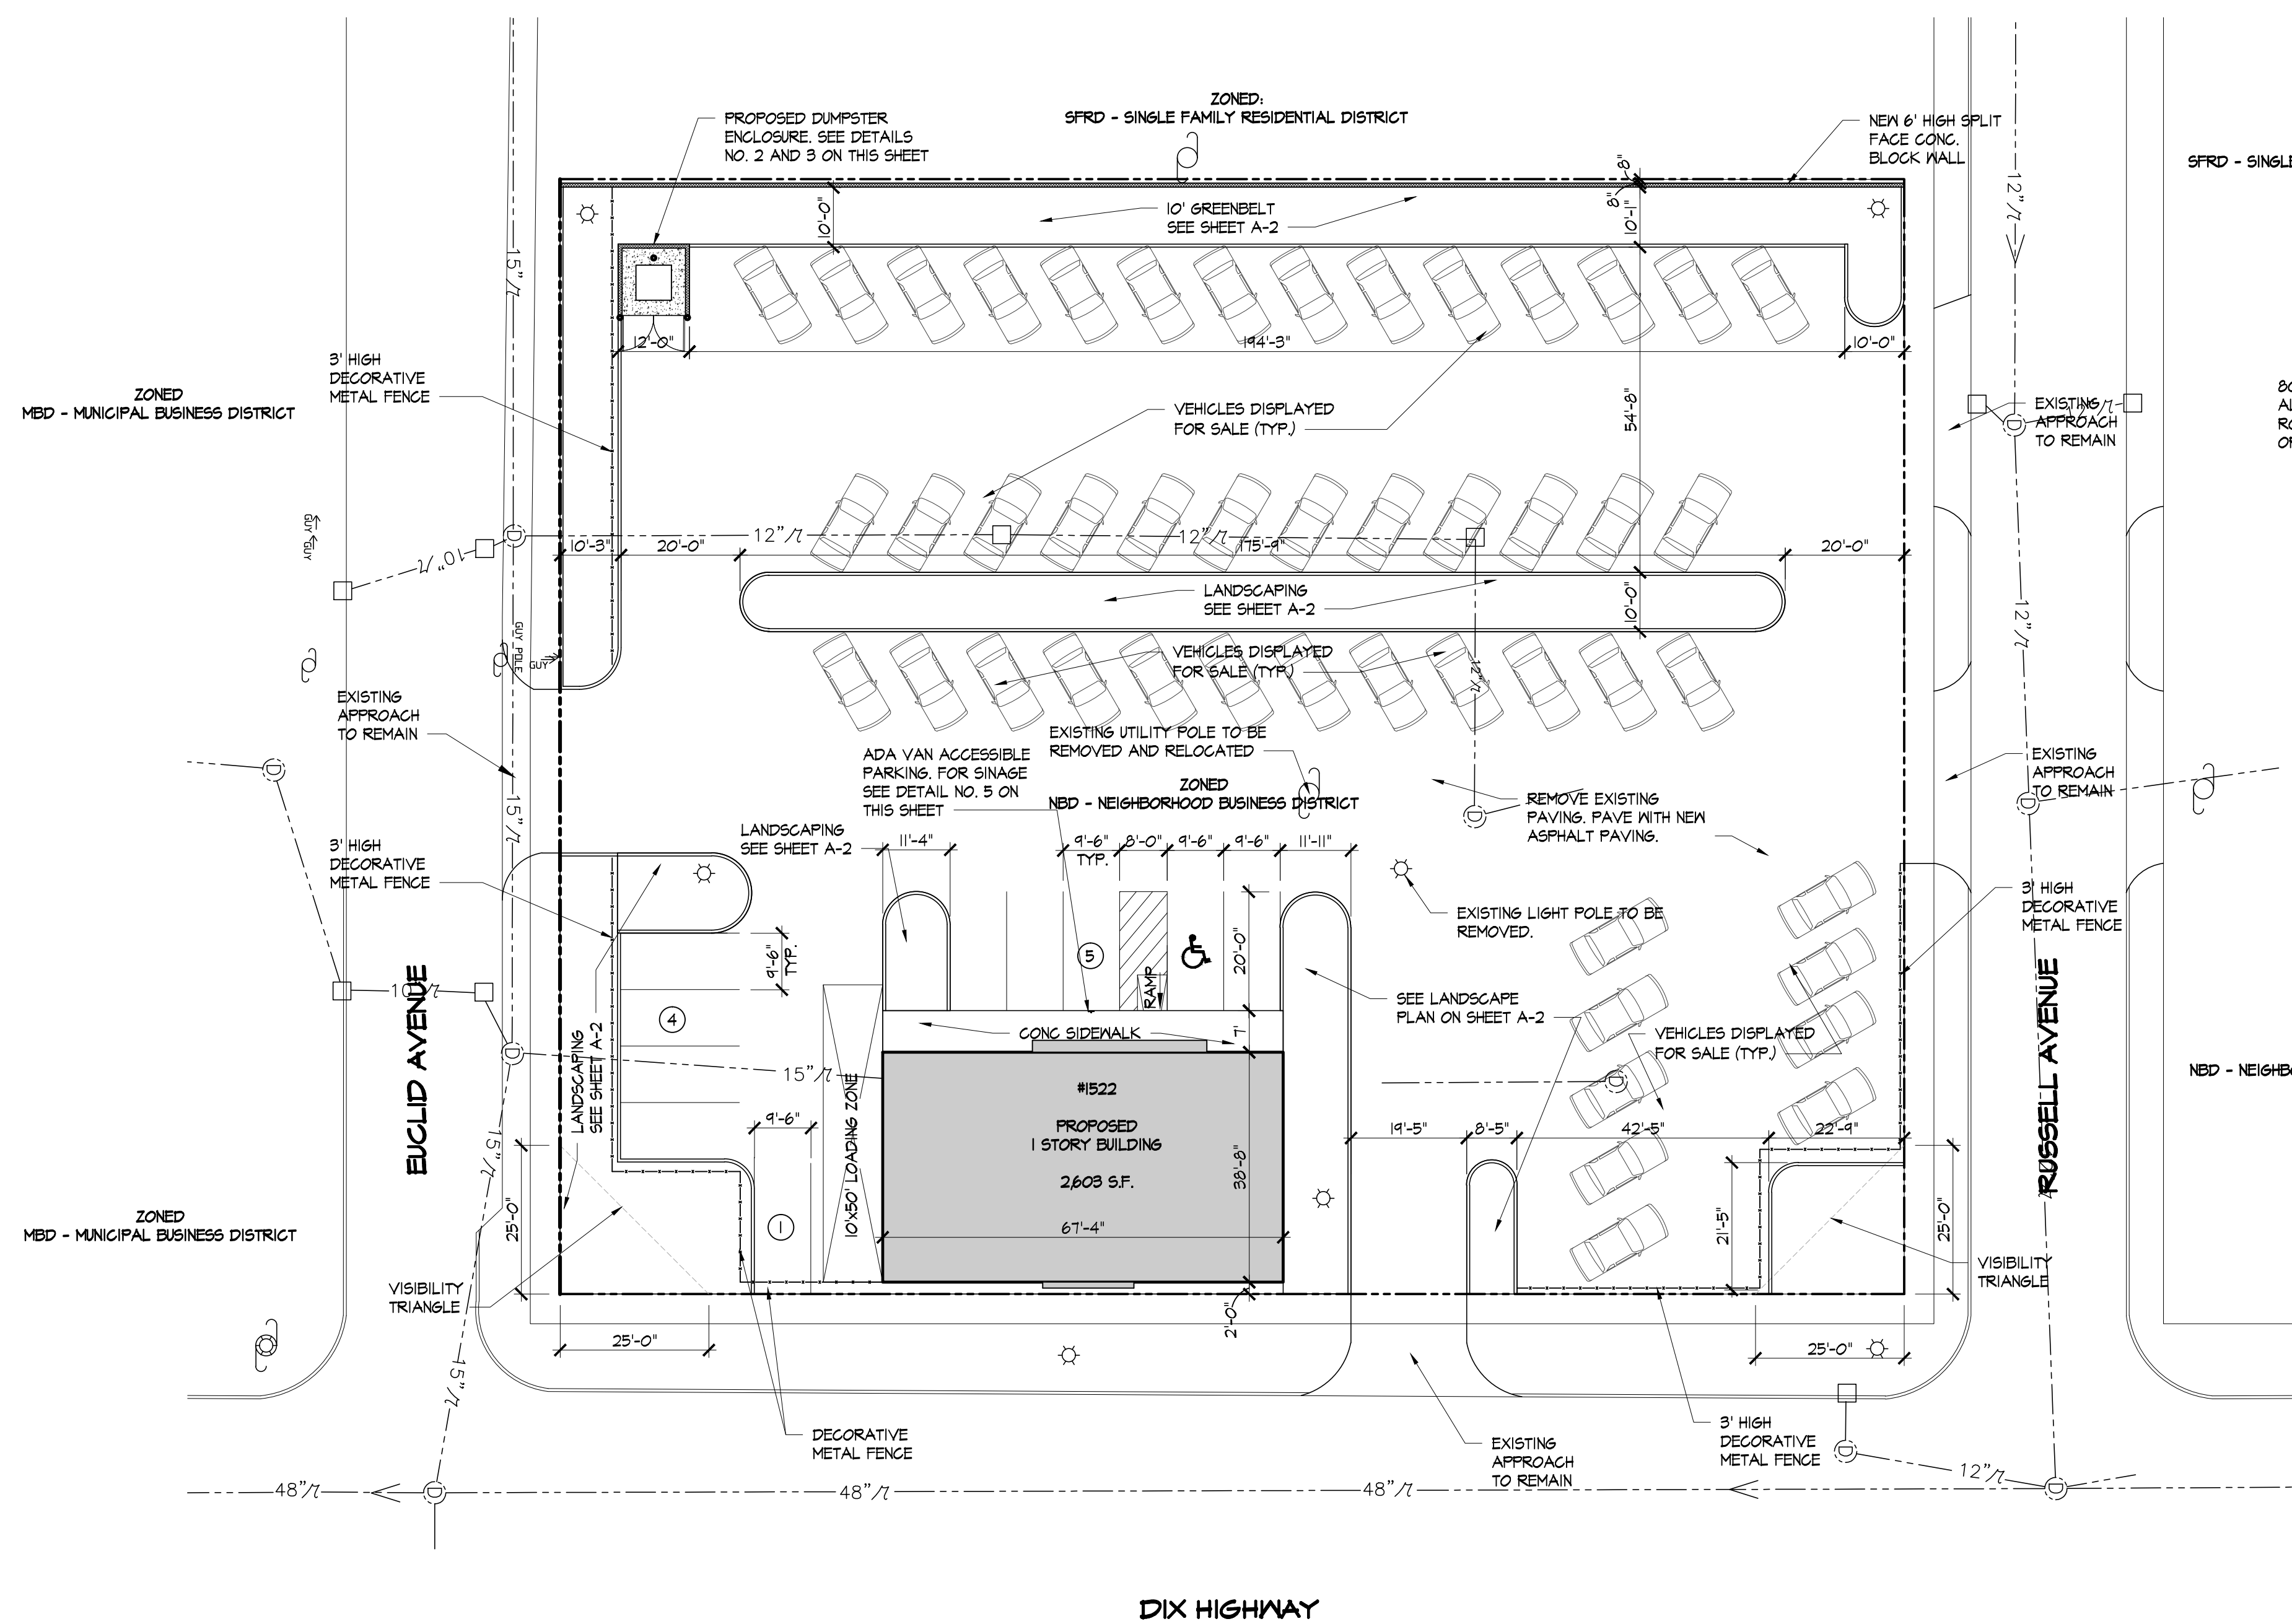 ZONED:
SFRD - SINGLE FAMILY RESIDENTIAL DISTRICT
PROPOSED DUMPSTER
ENCLOSURE. SEE DETAILS
NO. 2 AND 3 ON THIS SHEET
NEW 6' HIGH SPLIT
FACE CONC.
BLOCK WALL
SFRD - SINGLE
8"
8"
10'-0"
10' GREENBELT
SEE SHEET A-2
10'-1"
12"
15"
12'-0"
194'-3"
10'-0"
3' HIGH
DECORATIVE
METAL FENCE
ZONED
MBD - MUNICIPAL BUSINESS DISTRICT
VEHICLES DISPLAYED
FOR SALE (TYP.)
54'-8"
EXISTING
APPROACH
TO REMAIN
12"
D
GUY
GUY
10"
D
10'-3"
20'-0"
12"
12"
175-9"
20'-0"
LANDSCAPING
SEE SHEET A-2
10'-0"
12"
GUY POLE
GUY
VEHICLES DISPLAYED
FOR SALE (TYP.)
12"
EXISTING
APPROACH
TO REMAIN
EXISTING UTILITY POLE TO BE
REMOVED AND RELOCATED
ADA VAN ACCESSIBLE
PARKING. FOR SINAGE
SEE DETAIL NO. 5 ON
THIS SHEET
ZONED
NBD - NEIGHBORHOOD BUSINESS DISTRICT
EXISTING
APPROACH
TO REMAIN
D
D
D
15"
REMOVE EXISTING
PAVING. PAVE WITH NEW
ASPHALT PAVING.
LANDSCAPING
SEE SHEET A-2
11'-4"
9'-6"
TYP.
8'-0"
9'-6"
9'-6"
11'-11"
3' HIGH
DECORATIVE
METAL FENCE
3' HIGH
DECORATIVE
METAL FENCE
EXISTING LIGHT POLE TO BE
REMOVED.
9'-6"
TYP.
5
20'-0"
RAMP
10"
EUCLID AVENUE
4
SEE LANDSCAPE
PLAN ON SHEET A-2
RUSSELL AVENUE
LANDSCAPING
SEE SHEET A-2
CONC SIDEWALK
7'
VEHICLES DISPLAYED
FOR SALE (TYP.)
D
15"
D
10'x50' LOADING ZONE
#1522
PROPOSED
1 STORY BUILDING
2,603 S.F.
38'-8"
67'-4"
NBD - NEIGHB
9'-6"
15"
19'-5"
8'-5"
42'-5"
22'-9"
25'-0"
1
21'-5"
25'-0"
ZONED
MBD - MUNICIPAL BUSINESS DISTRICT
VISIBILITY
TRIANGLE
VISIBILITY
TRIANGLE
2'-0"
25'-0"
25'-0"
15"
DECORATIVE
METAL FENCE
EXISTING
APPROACH
TO REMAIN
3' HIGH
DECORATIVE
METAL FENCE
D
12"
48"
D
48"
48"
D
DIX HIGHWAY